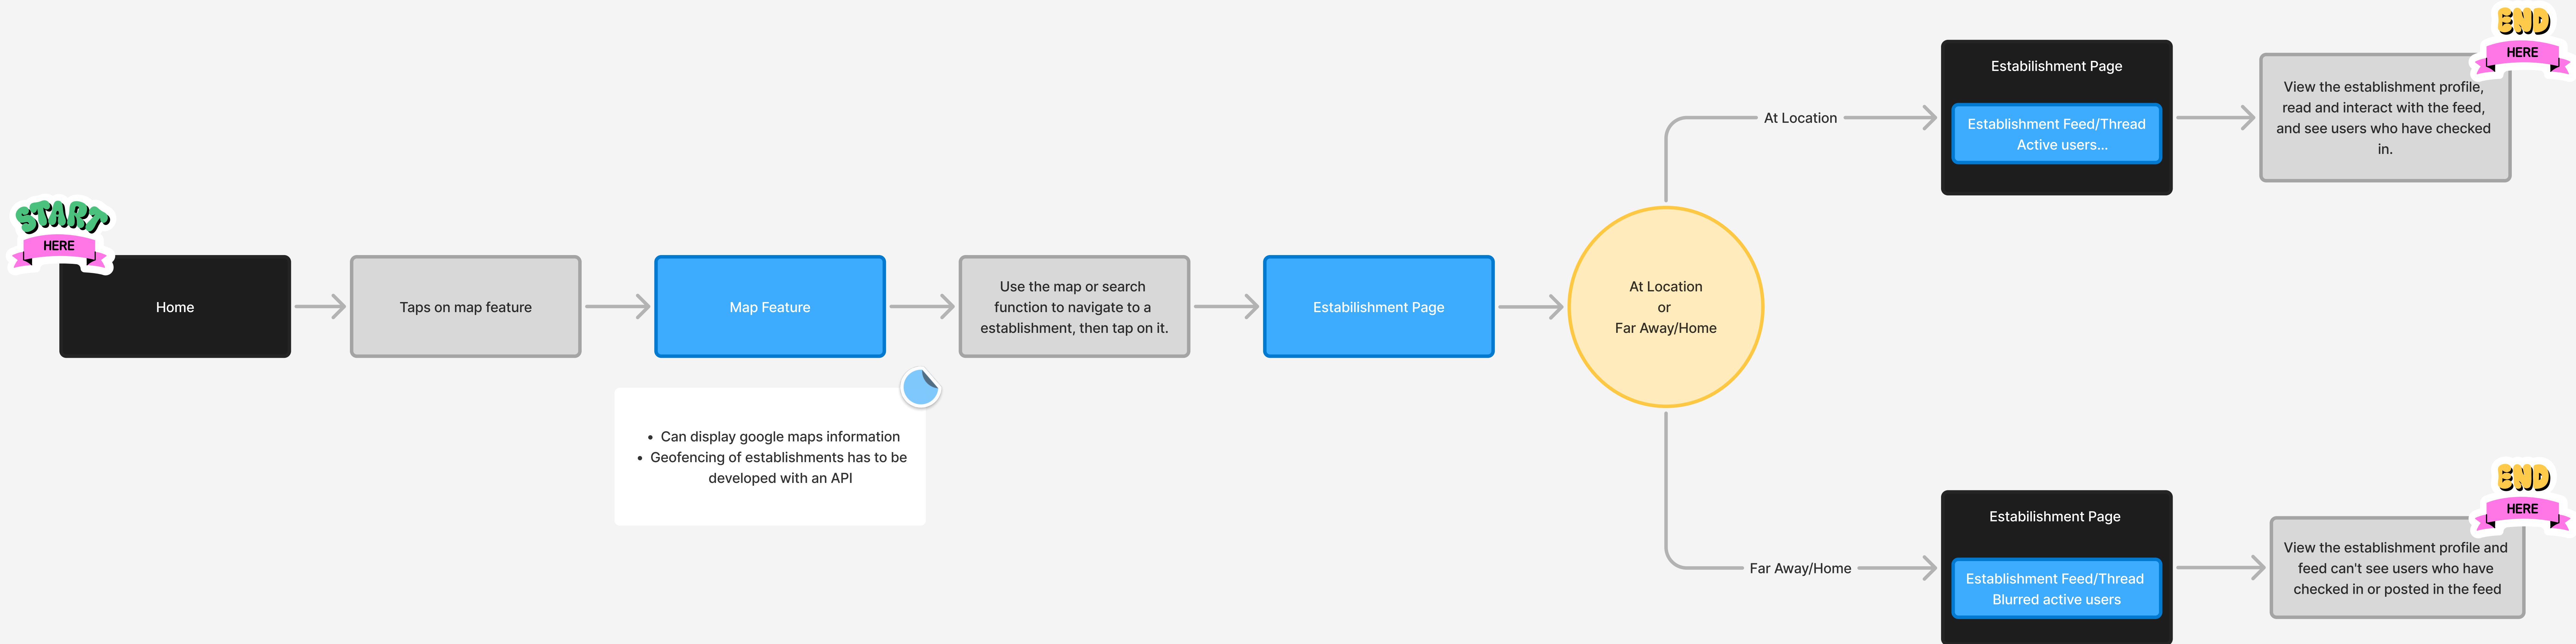 START
HERE
Home
Taps on map feature
Map Feature
• Can display google maps information
• Geofencing of establishments has to be
developed with an API
Use the map or search
function to navigate to a
establishment, then tap on it.
Estabilishment Page
At Location
or
Far Away/Home
At Location
Estabilishment Page
Establishment Feed/Thread
Active users...
END
HERE
View the establishment profile,
read and interact with the feed,
and see users who have checked
in.
Far Away/Home
Estabilishment Page
Establishment Feed/Thread
Blurred active users
END
HERE
View the establishment profile and
feed can't see users who have
checked in or posted in the feed